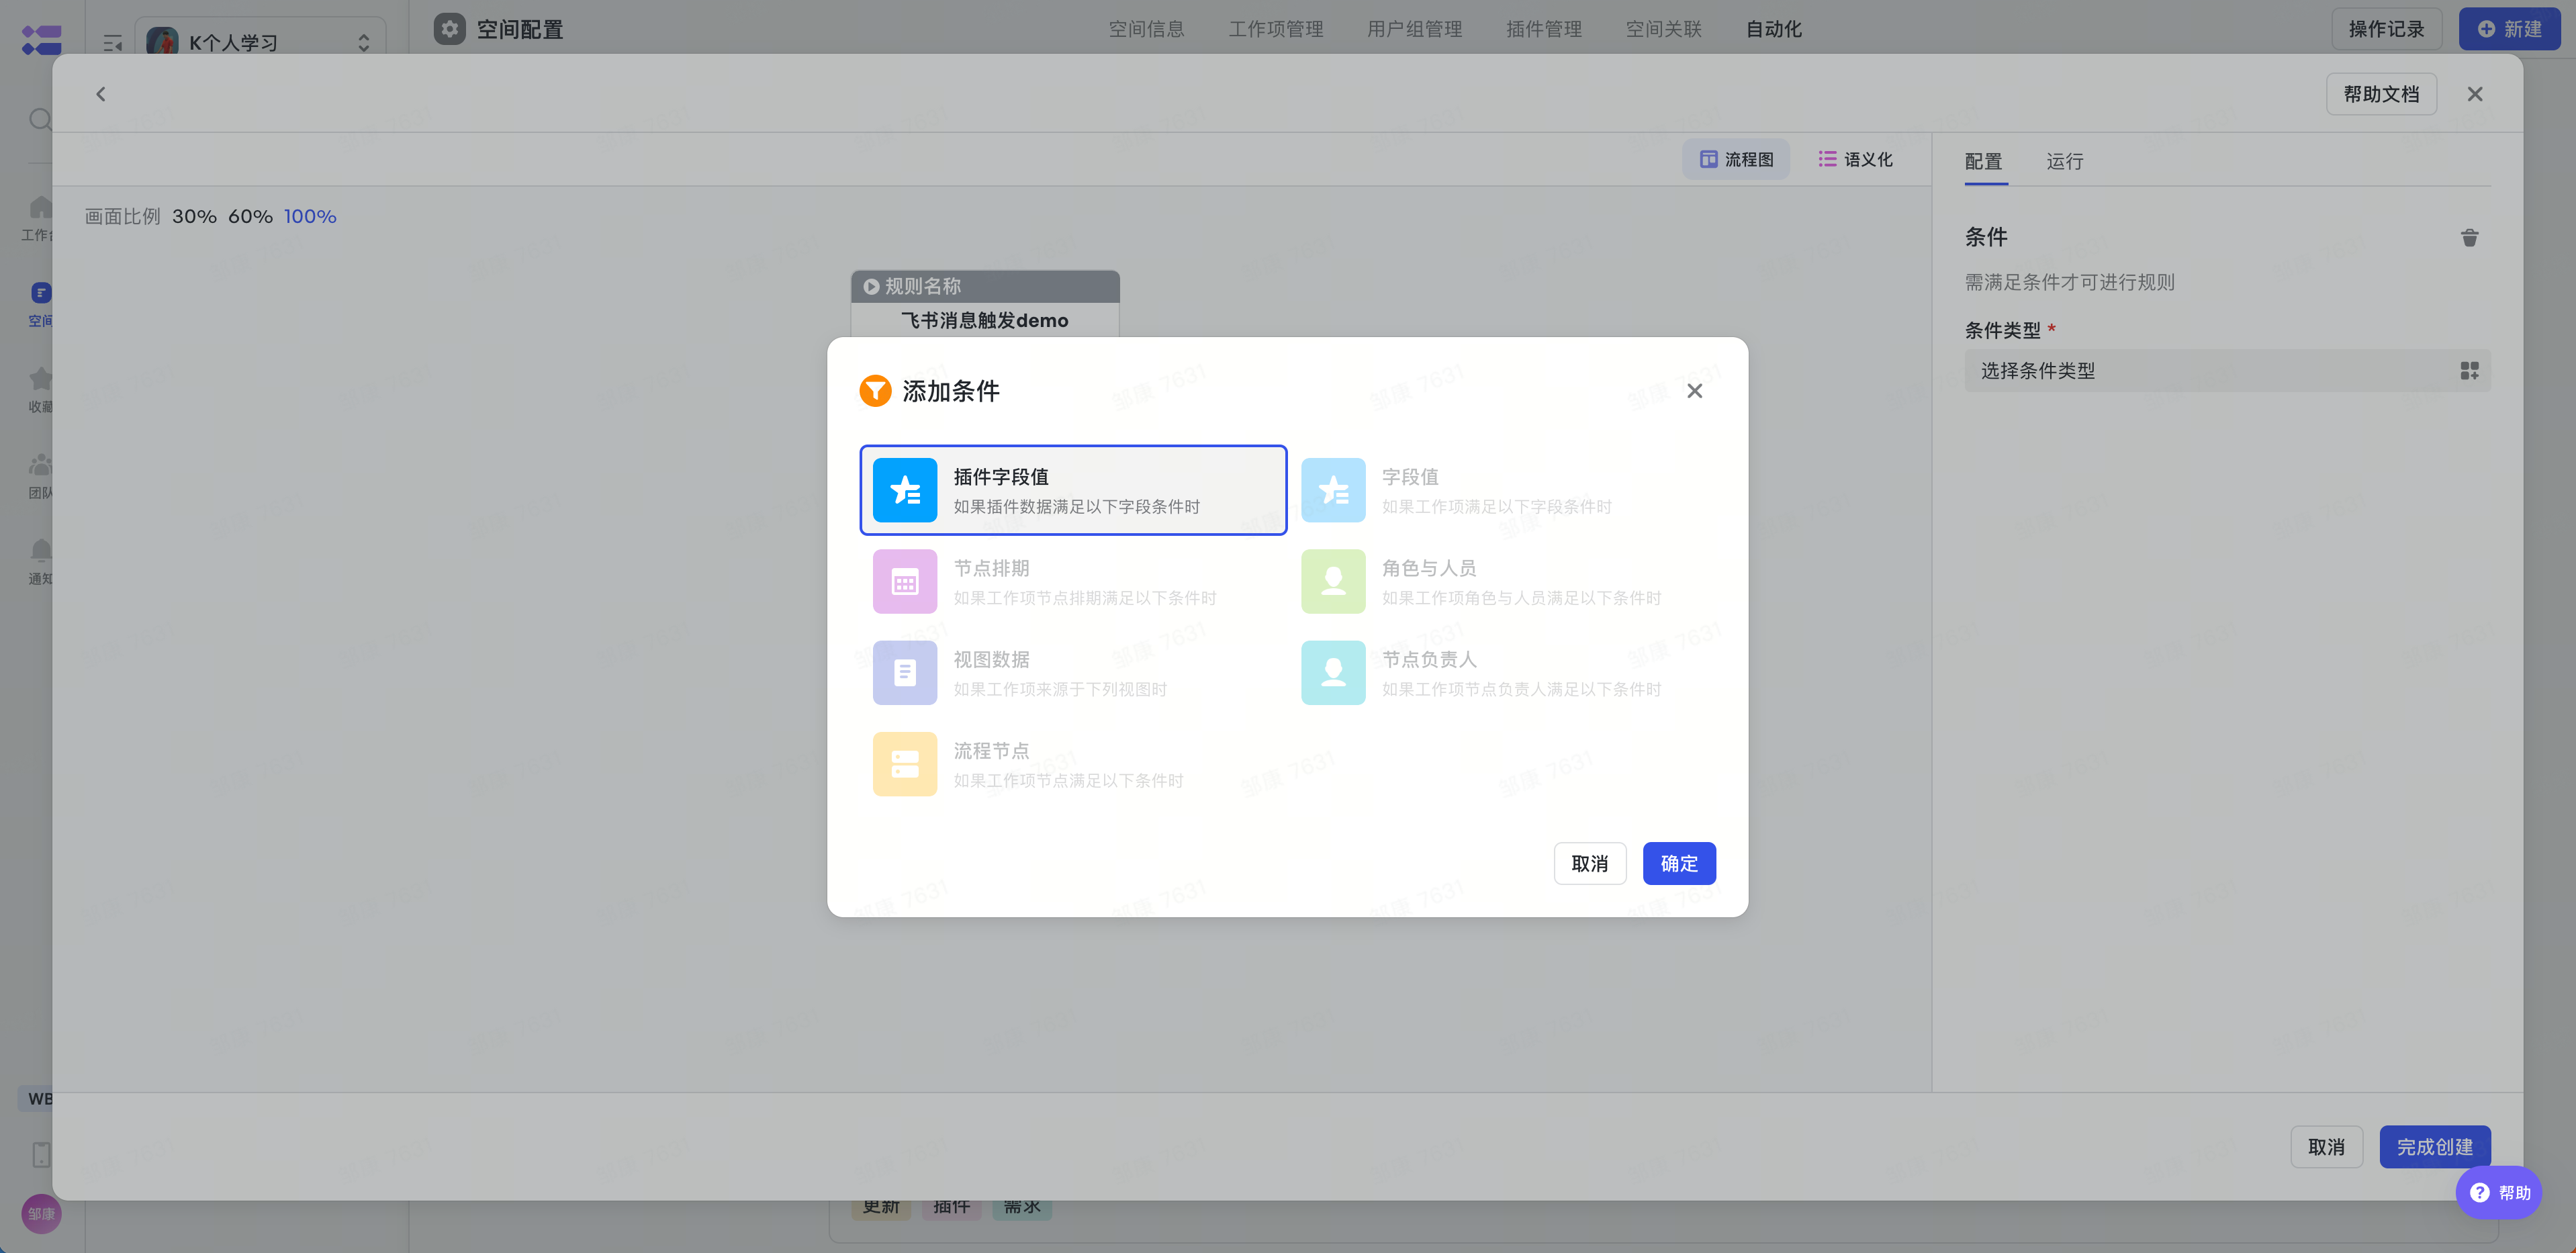 K个人学习
空间配置
空间信息
工作项管理
用户组管理
插件管理
空间关联
自动化
操作记录
新建
帮助文档
流程图
语义化
配置
运行
画面比例 30% 60% 100%
工作
空间
收藏
团队
通知
规则名称
飞书消息触发demo
条件
需满足条件才可进行规则
条件类型 *
选择条件类型
添加条件
插件字段值
如果插件数据满足以下字段条件时
字段值
如果工作项满足以下字段条件时
节点排期
如果工作项节点排期满足以下条件时
角色与人员
如果工作项角色与人员满足以下条件时
视图数据
如果工作项来源于下列视图时
节点负责人
如果工作项节点负责人满足以下条件时
流程节点
如果工作项节点满足以下条件时
取消
确定
邹康 7631
WB
取消
完成创建
帮助
邹康
更新
插件
需求